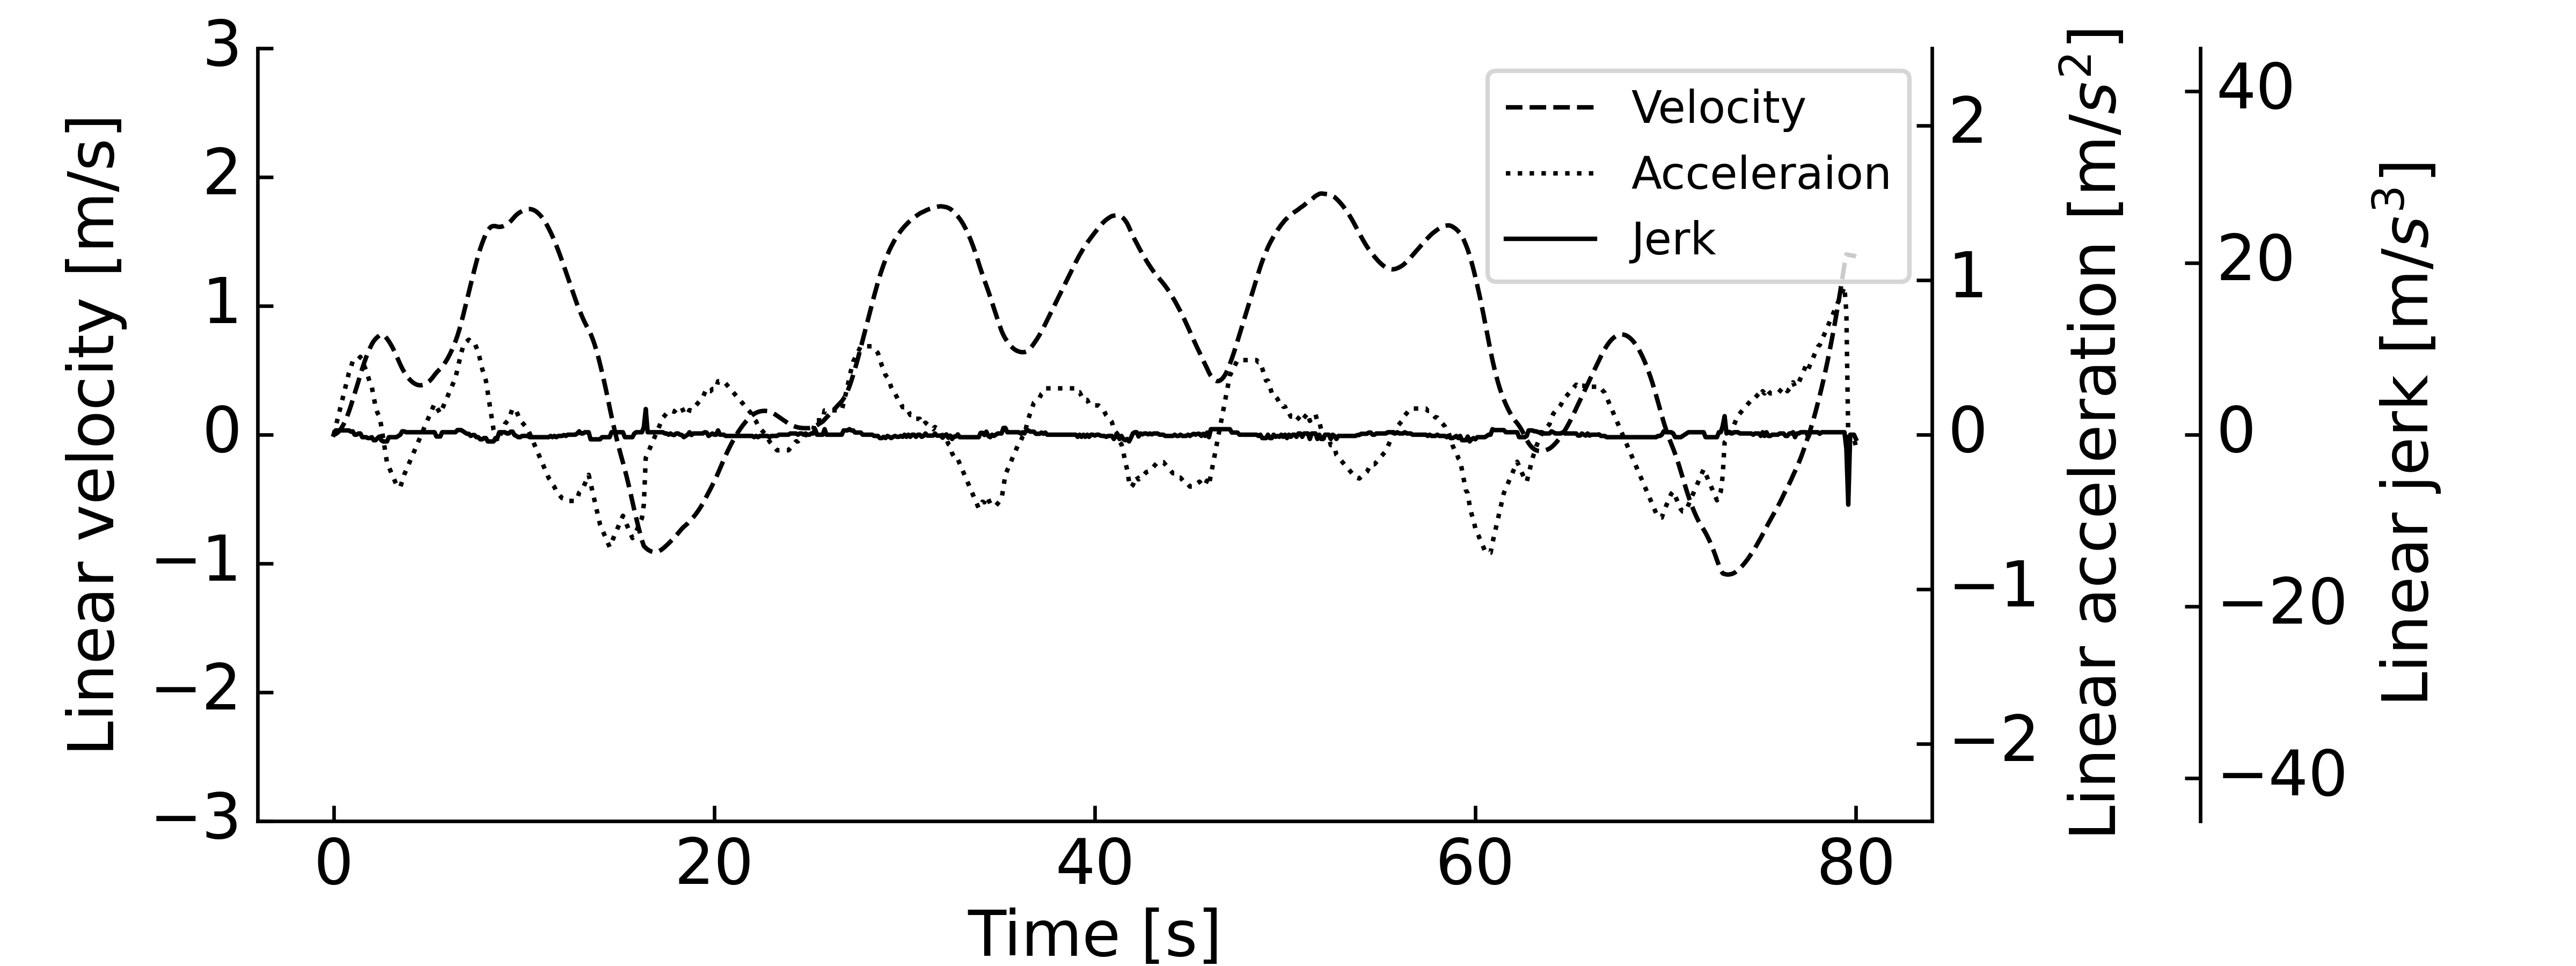 Linear velocity [m/s]
3
2
1
0
−1
−2
−3
0 20 40 60 80
Time [s]
Velocity
Acceleraion
Jerk
2
1
0
−1
−2
Linear acceleration [m/s²]
40
20
0
−20
−40
Linear jerk [m/s³]